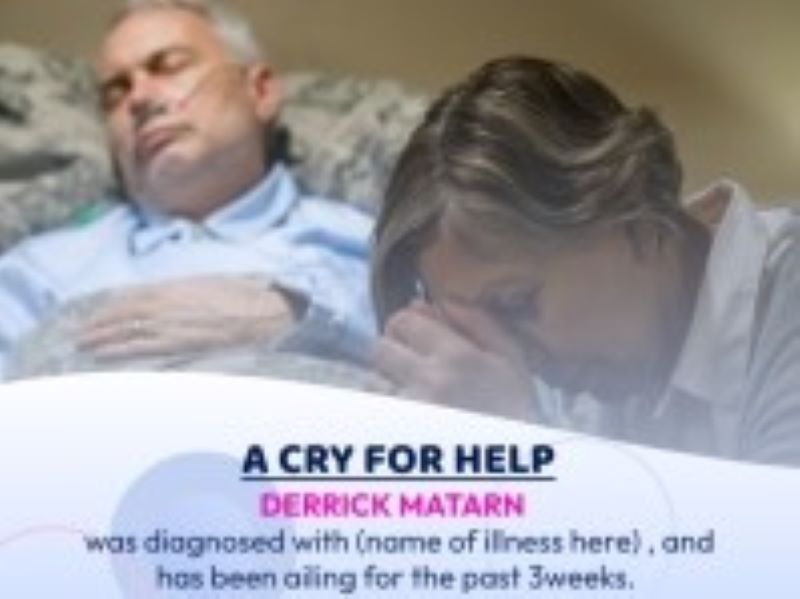 A CRY FOR HELP
DERRICK MATARN
was diagnosed with (name of illness here) , and
has been ailing for the past 3weeks.